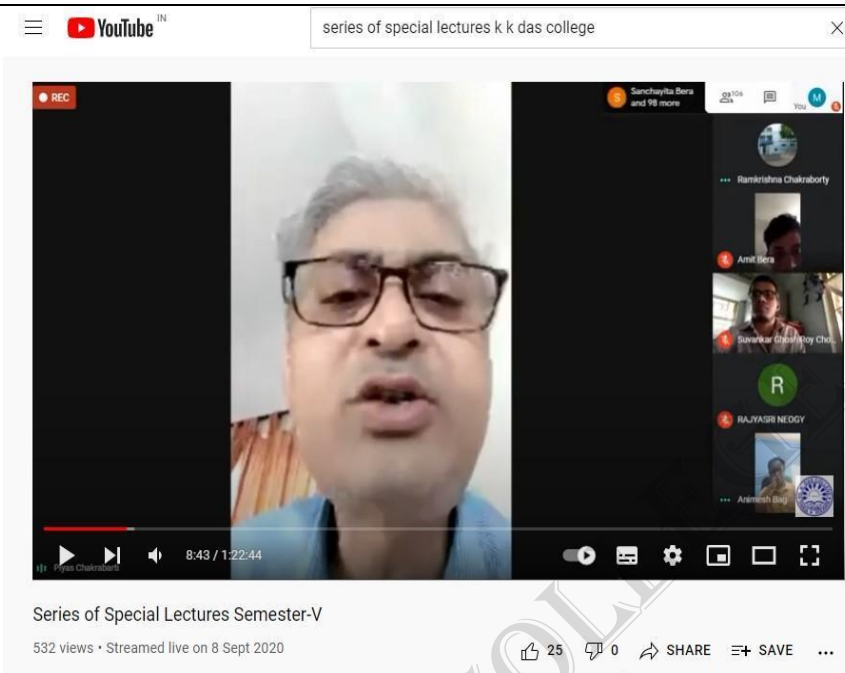 YouTube IN
series of special lectures k k das college
REC
Sanchayita Bera
and 98 more
106
You
M
Ramkrishna Chakraborty
Amit Bera
Suvankar Ghosh Roy Cho...
R
RAJYASRI NEOGY
Animesh Bag
8:43 / 1:22:44
Piyas Chakrabarti
Series of Special Lectures Semester-V
532 views • Streamed live on 8 Sept 2020
25 0 SHARE SAVE ...